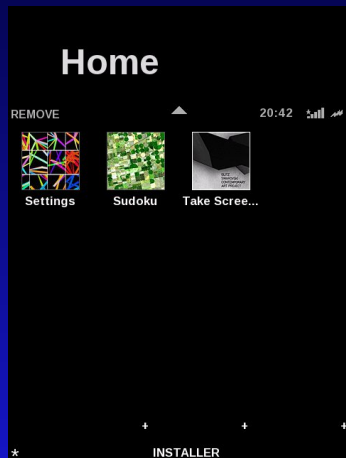 Home
REMOVE 20:42
Settings Sudoku Take Scree...
+ + +
* INSTALLER